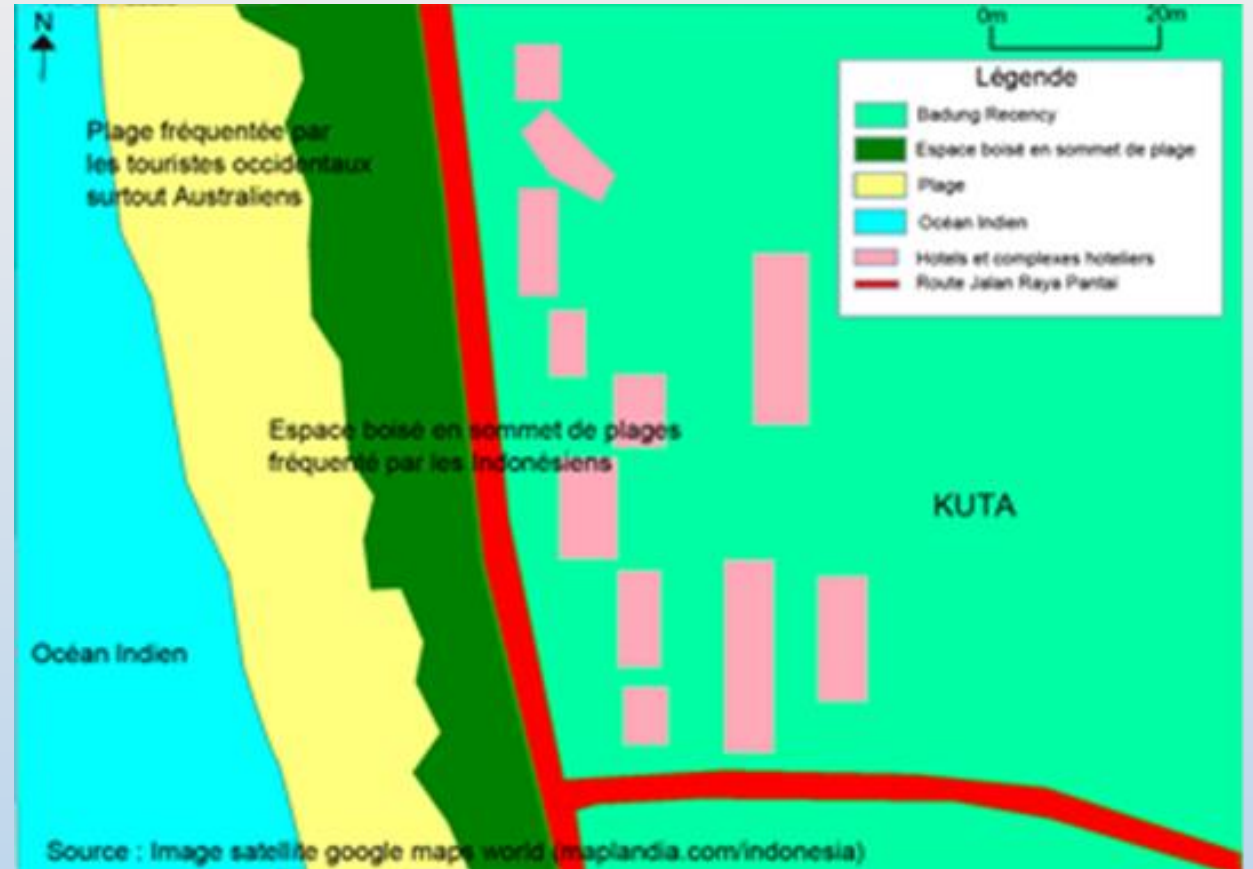 N
0m 20m
Légende
Badung Recency
Espace boisé en sommet de plage
Plage
Océan Indien
Hotels et complexes hoteliers
Route Jalan Raya Pantai
Plage fréquentée par
les touristes occidentaux
surtout Australiens
Espace boisé en sommet de plages
fréquenté par les Indonésiens
KUTA
Océan Indien
Source : Image satellite google maps world (maplandia.com/indonesia)